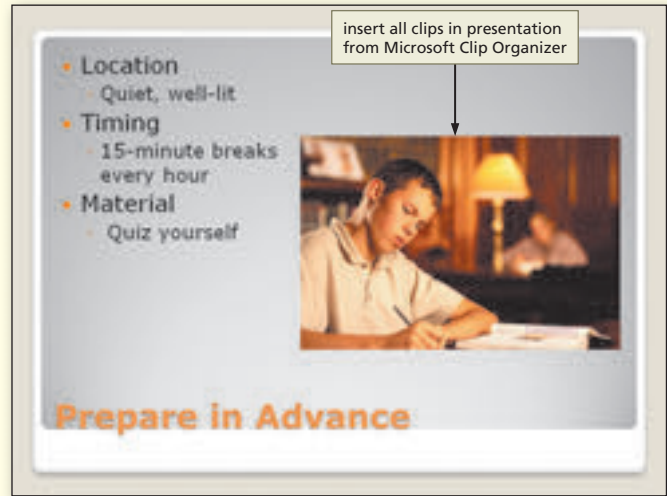 insert all clips in presentation
from Microsoft Clip Organizer
Location
Quiet, well-lit
Timing
15-minute breaks
every hour
Material
Quiz yourself
Prepare in Advance